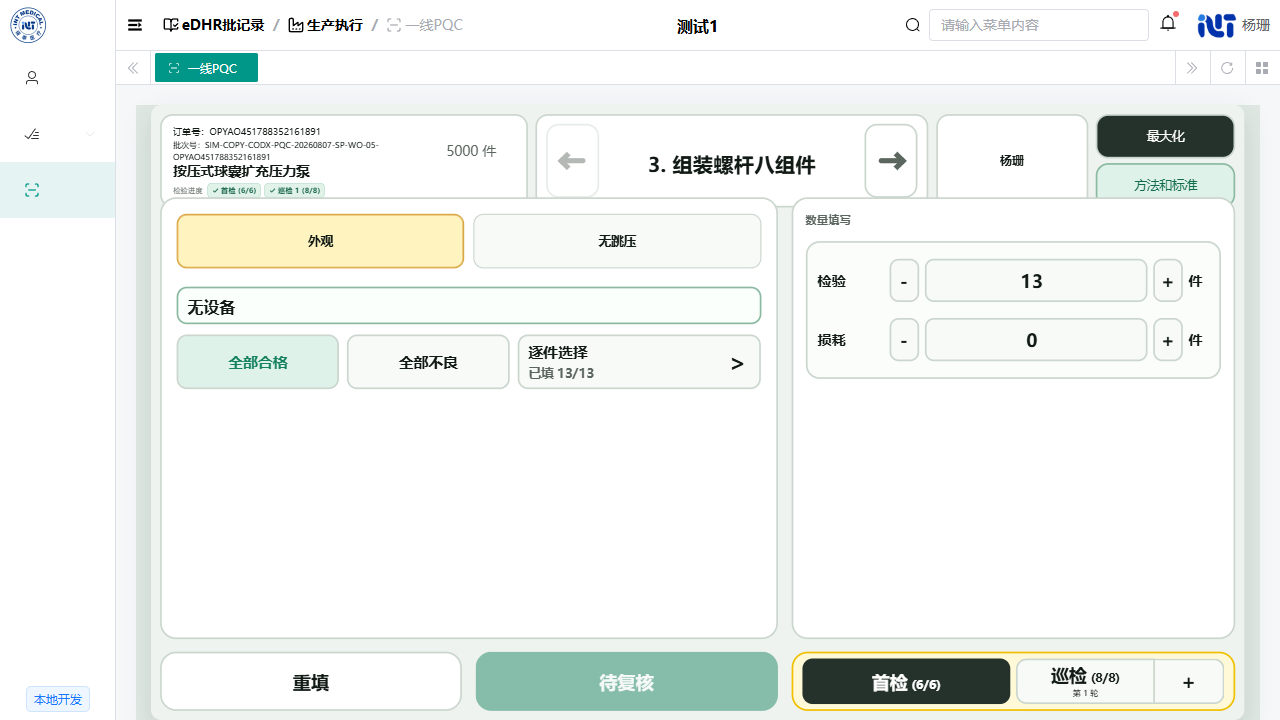 eDHR批记录 / 生产执行 / 一线PQC
测试1
请输入菜单内容
杨珊
一线PQC
订单号: OPYAO451788352161891
批次号: SIM-COPY-CODX-PQC-20260807-SP-WO-05-
OPYAO451788352161891
按压式球囊扩充压力泵
检验进度 ✓ 首检 (6/6) ✓ 巡检 1 (8/8)
5000 件
3. 组装螺杆八组件
杨珊
最大化
方法和标准
外观
无跳压
无设备
全部合格
全部不良
逐件选择
已填 13/13
>
数量填写
检验 - 13 + 件
损耗 - 0 + 件
重填
待复核
首检 (6/6)
巡检 (8/8)
第 1 轮
+
本地开发